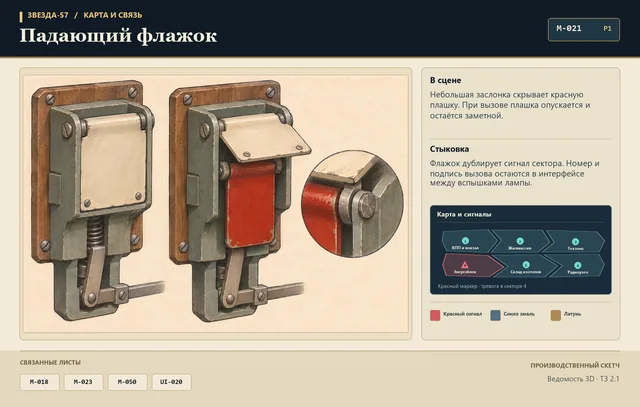 ЗВЕЗДА-57 / КАРТА И СВЯЗЬ
Падающий флажок
М-021 P1
В сцене
Небольшая заслонка скрывает красную
плашку. При вызове плашка опускается и
остаётся заметной.
Стыковка
Флажок дублирует сигнал сектора. Номер и
подпись вызова остаются в интерфейсе
между вспышками лампы.
Карта и сигналы
КПП и вокзал
Жилмассив
Энергоблок
Склад изотопов
Радиоузел
Красный маркер · тревога в секторе 4
Красный сигнал
Синяя эмаль
Латунь
СВЯЗАННЫЕ ЛИСТЫ
М-018
М-023
М-050
UI-020
ПРОИЗВОДСТВЕННЫЙ СКЕТЧ
Ведомость 3D · ТЗ 2.1